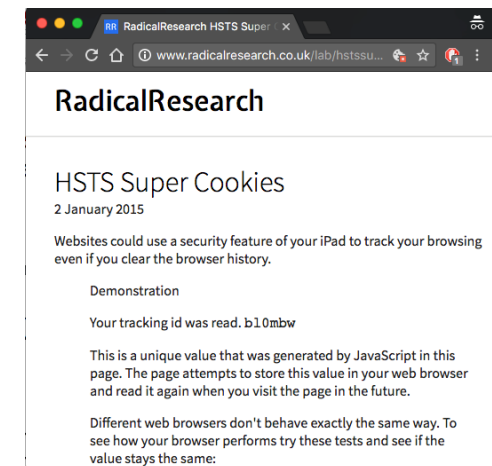 RR RadicalResearch HSTS Super C
www.radicalresearch.co.uk/lab/hstssu...
1
RadicalResearch
HSTS Super Cookies
2 January 2015
Websites could use a security feature of your iPad to track your browsing
even if you clear the browser history.
Demonstration
Your tracking id was read. bl0mbw
This is a unique value that was generated by JavaScript in this
page. The page attempts to store this value in your web browser
and read it again when you visit the page in the future.
Different web browsers don't behave exactly the same way. To
see how your browser performs try these tests and see if the
value stays the same: